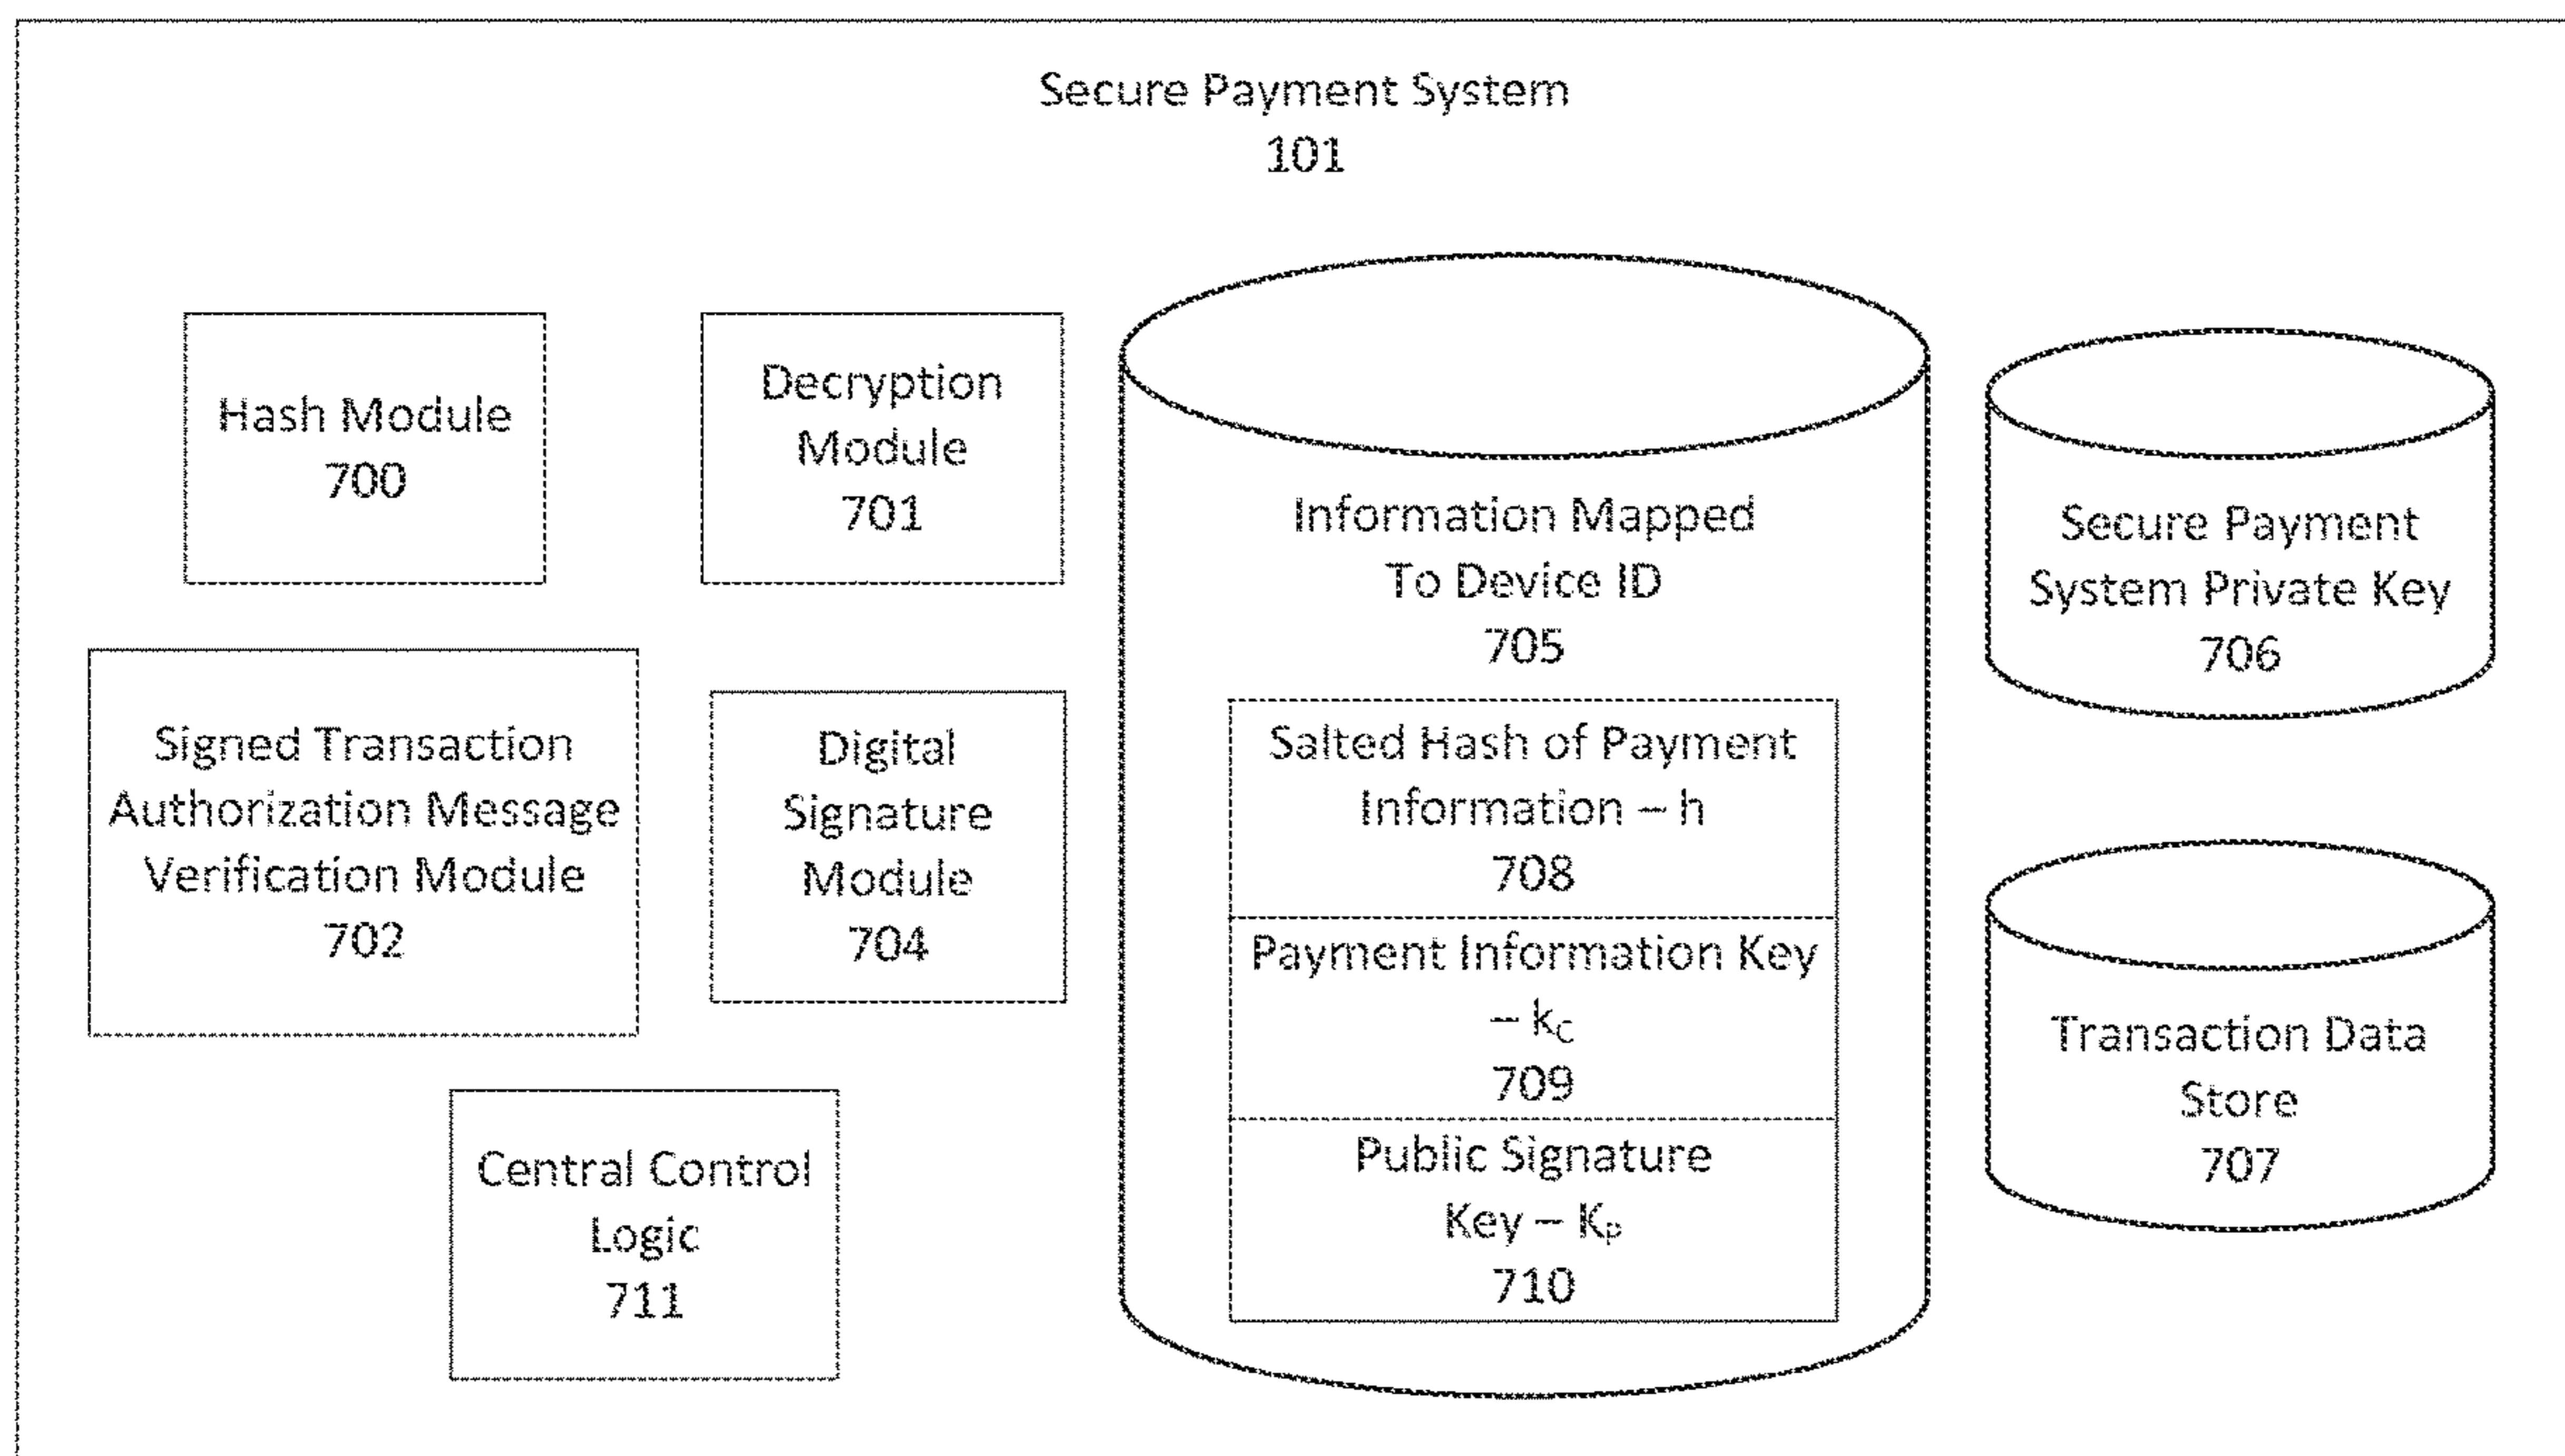 Secure Payment System
101
Hash Module
700
Decryption
Module
701
Signed Transaction
Authorization Message
Verification Module
702
Digital
Signature
Module
704
Central Control
Logic
711
Information Mapped
To Device ID
705
Salted Hash of Payment
Information – h
708
Payment Information Key
– kC
709
Public Signature
Key – KP
710
Secure Payment
System Private Key
706
Transaction Data
Store
707